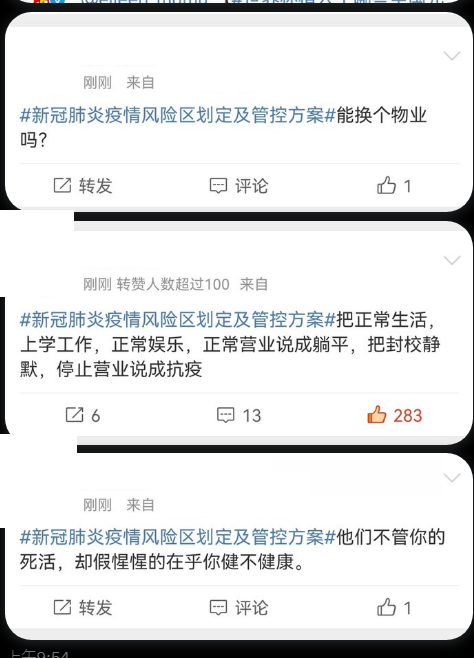 刚刚 来自
#新冠肺炎疫情风险区划定及管控方案#能换个物业
吗?
转发 评论 1
刚刚 转赞人数超过100 来自
#新冠肺炎疫情风险区划定及管控方案#把正常生活,
上学工作,正常娱乐,正常营业说成躺平,把封校静
默,停止营业说成抗疫
6 13 283
刚刚 来自
#新冠肺炎疫情风险区划定及管控方案#他们不管你的
死活,却假惺惺的在乎你健不健康。
转发 评论 1
上午9:54